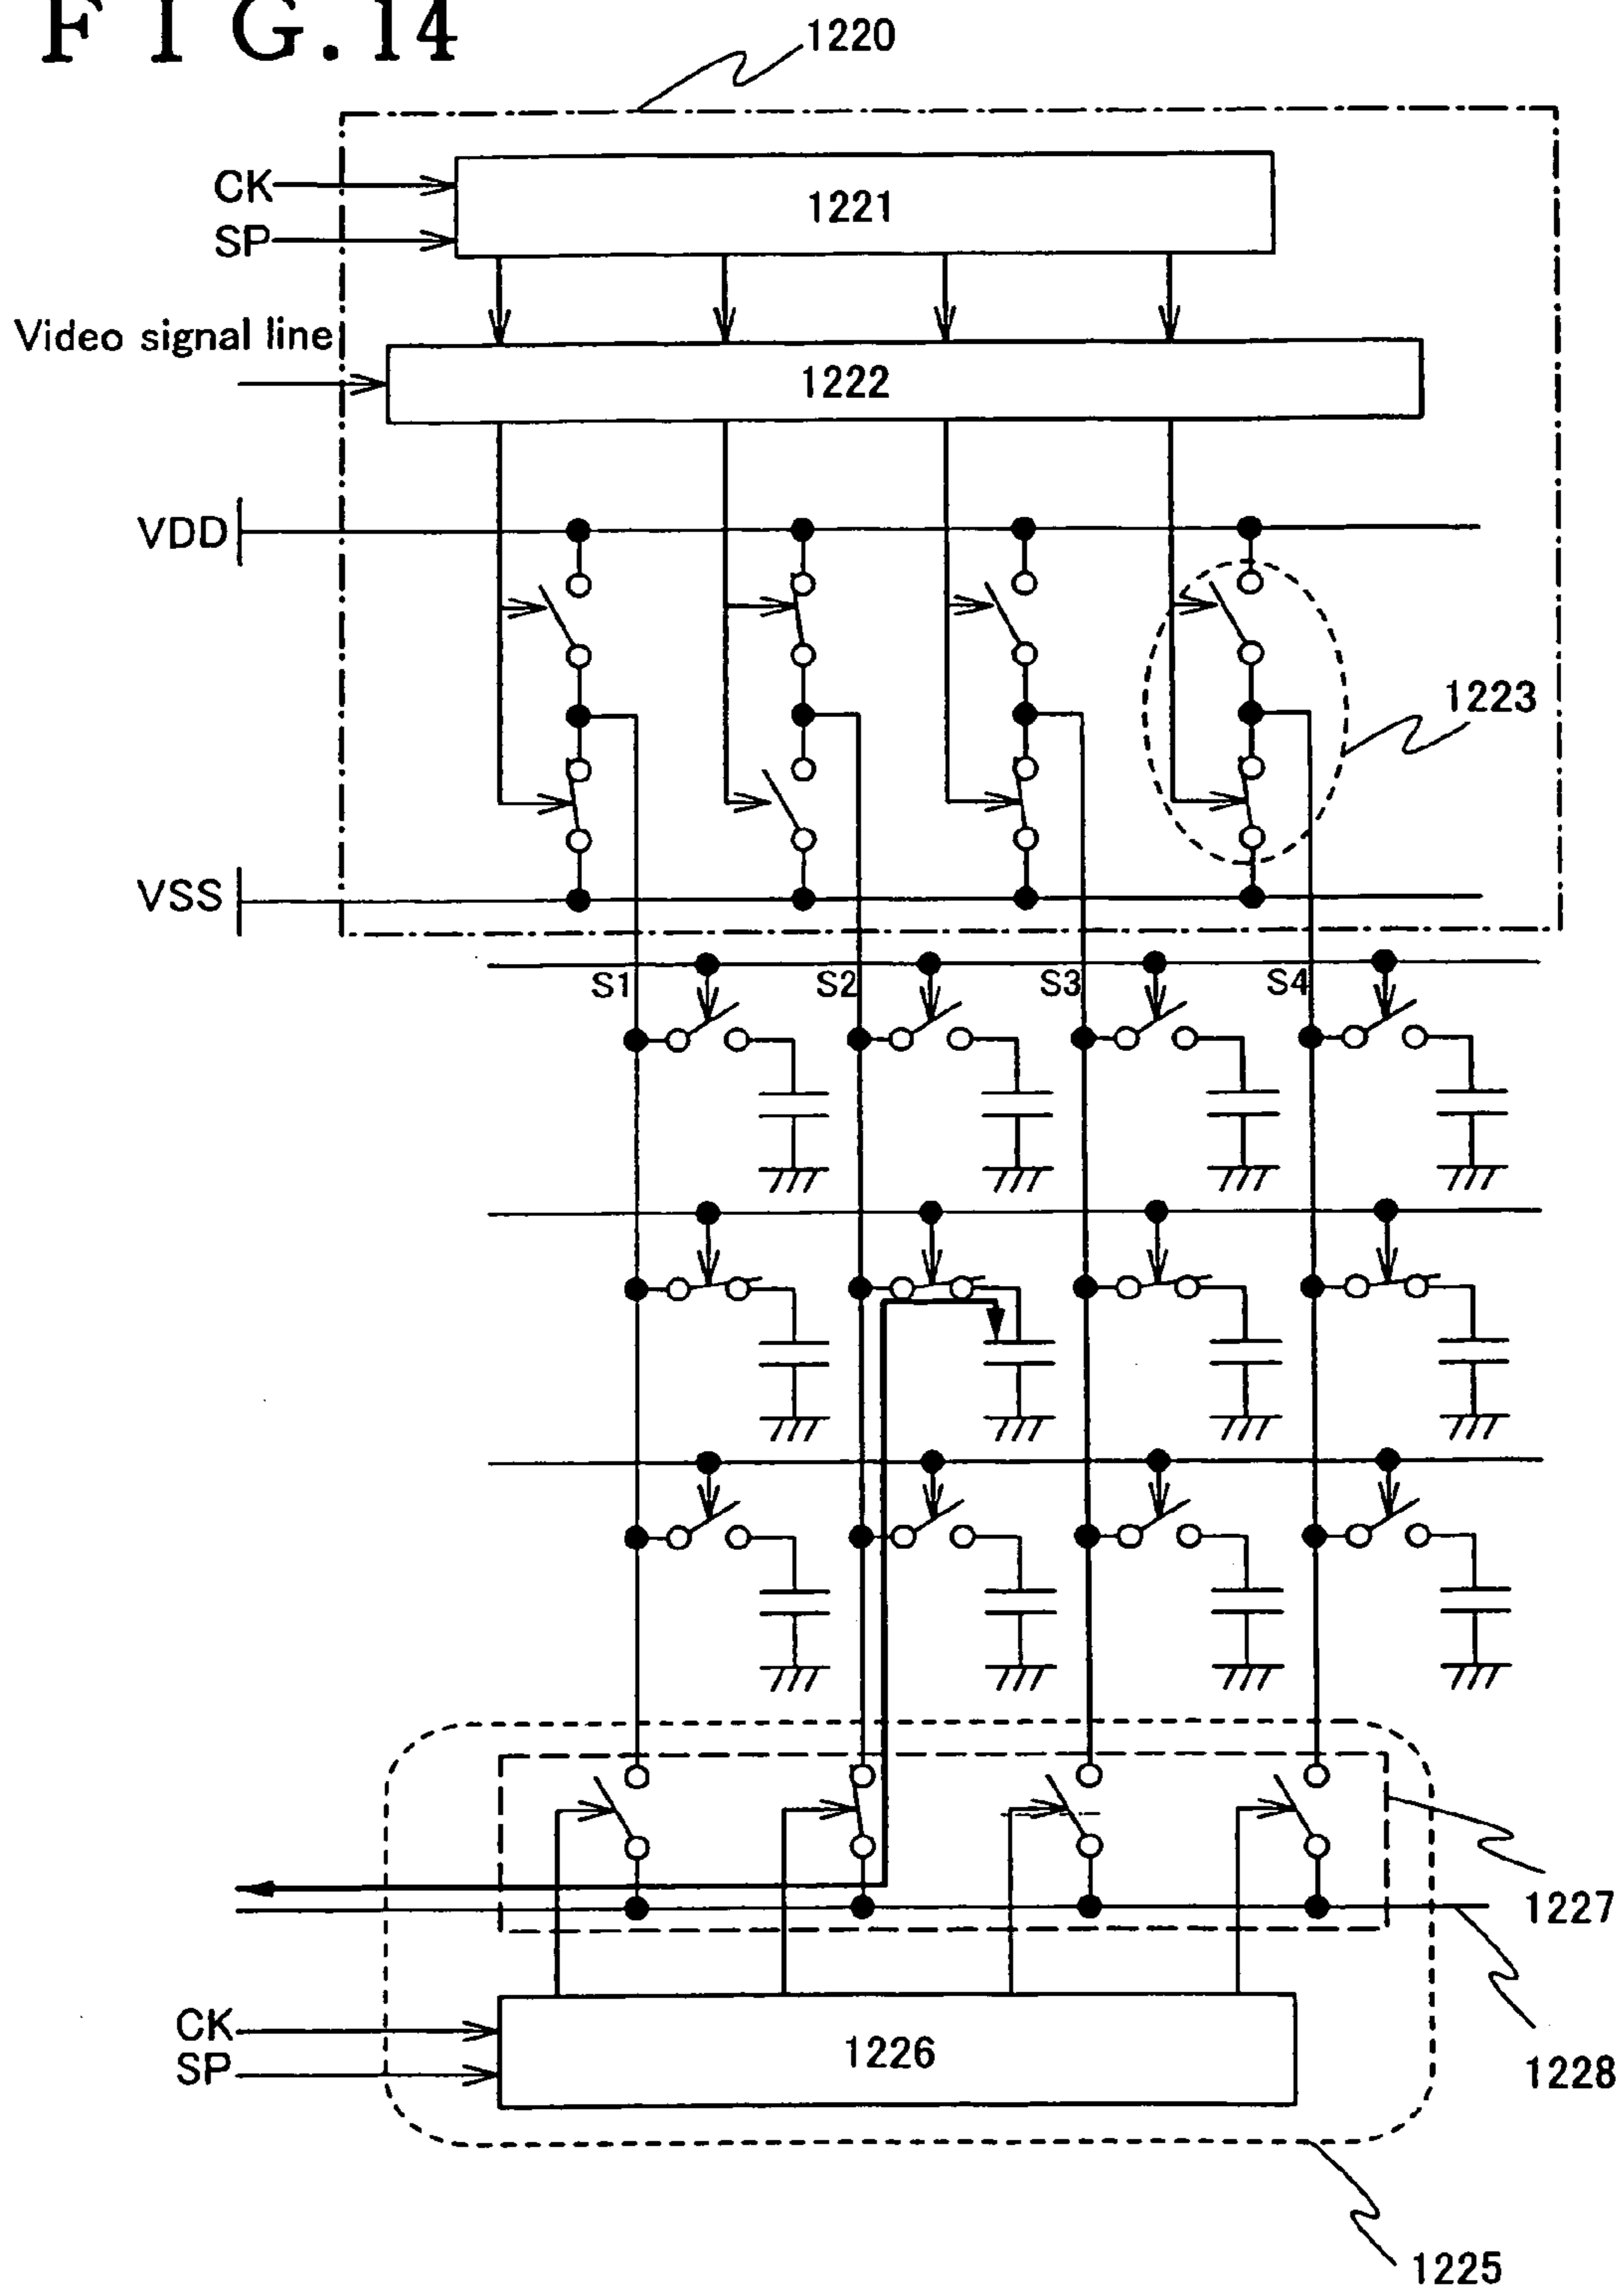 FIG.14
1220
CK
1221
SP
Video signal line
1222
VDD
1223
VSS
S1 S2 S3 S4
1227
CK
1226
SP
1228
1225